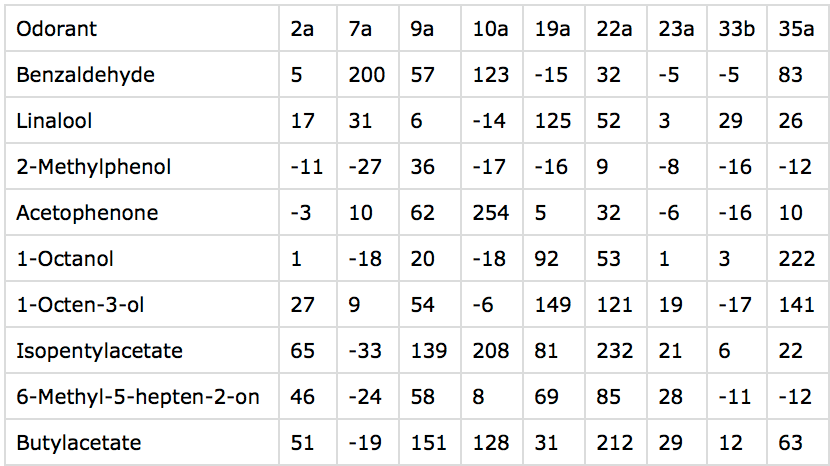 Odorant 2a 7a 9a 10a 19a 22a 23a 33b 35a
Benzaldehyde 5 200 57 123 -15 32 -5 -5 83
Linalool 17 31 6 -14 125 52 3 29 26
2-Methylphenol -11 -27 36 -17 -16 9 -8 -16 -12
Acetophenone -3 10 62 254 5 32 -6 -16 10
1-Octanol 1 -18 20 -18 92 53 1 3 222
1-Octen-3-ol 27 9 54 -6 149 121 19 -17 141
Isopentylacetate 65 -33 139 208 81 232 21 6 22
6-Methyl-5-hepten-2-on 46 -24 58 8 69 85 28 -11 -12
Butylacetate 51 -19 151 128 31 212 29 12 63